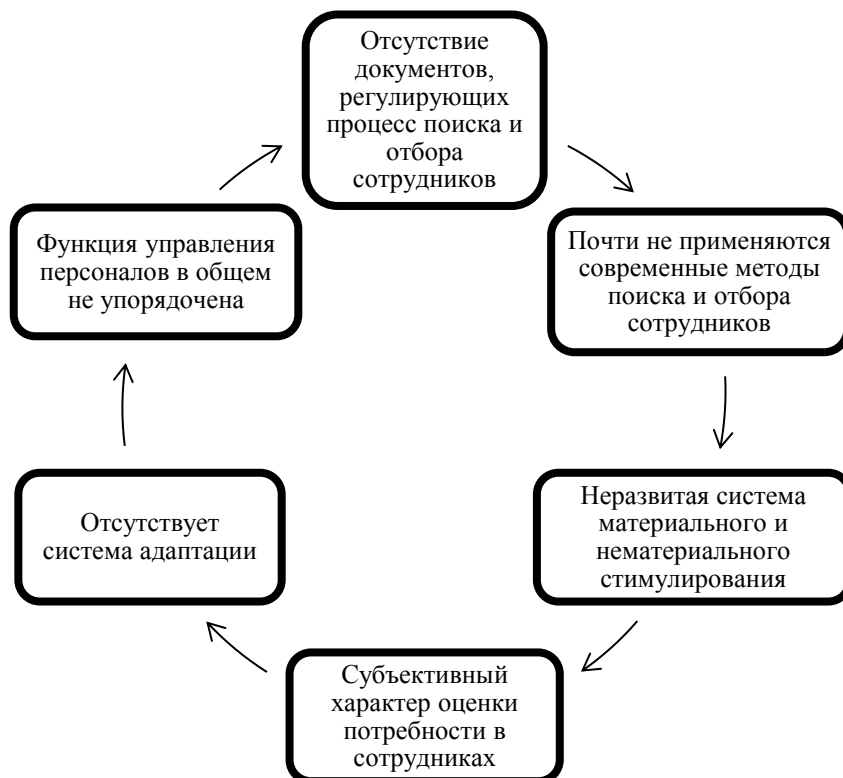 Отсутствие
документов,
регулирующих
процесс поиска и
отбора
сотрудников
Почти не применяются
современные методы
поиска и отбора
сотрудников
Неразвитая система
материального и
нематериального
стимулирования
Субъективный
характер оценки
потребности в
сотрудниках
Отсутствует
система адаптации
Функция управления
персоналов в общем
не упорядочена